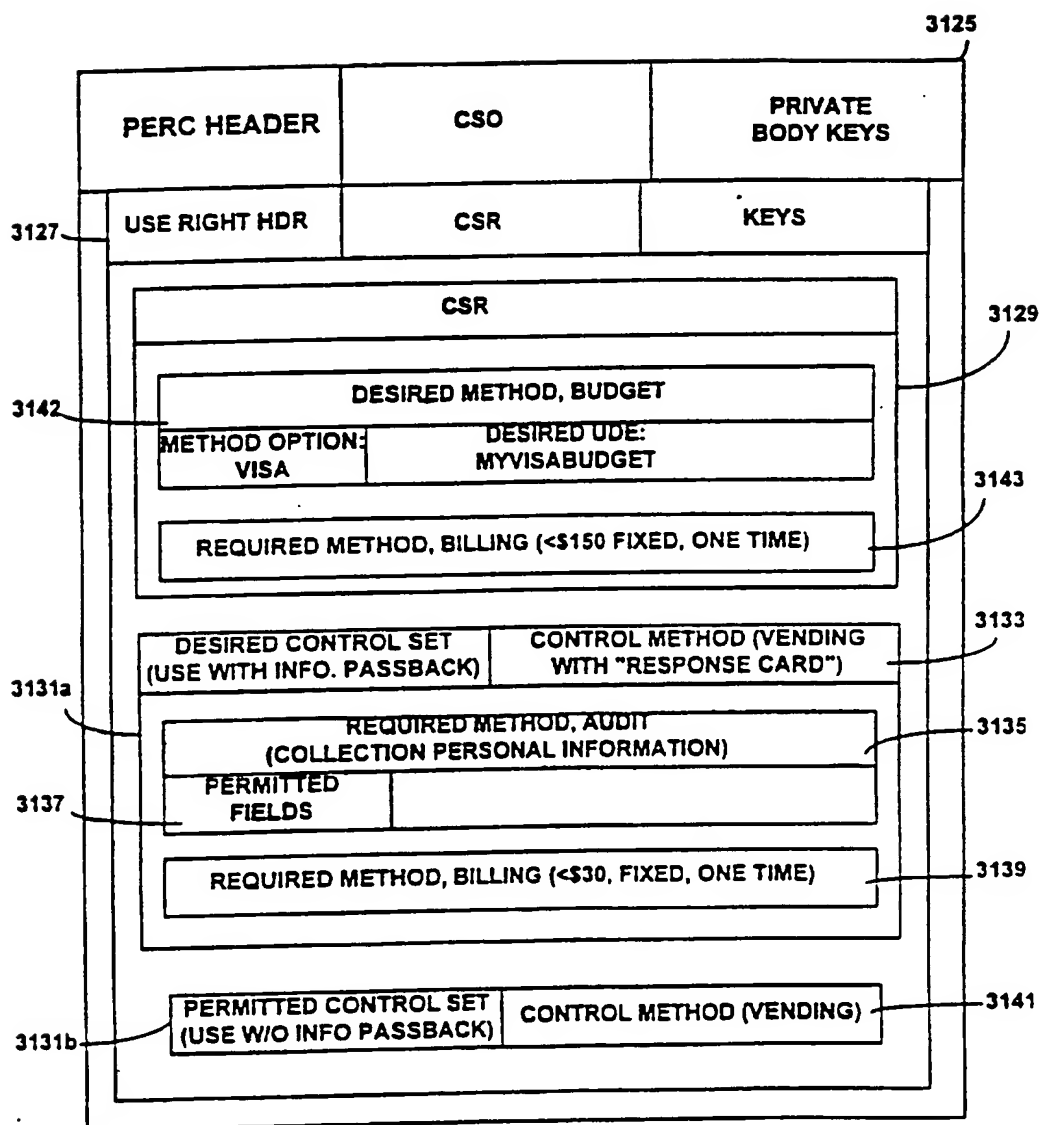 3125
PERC HEADER
CSO
PRIVATE
BODY KEYS
3127
USE RIGHT HDR
CSR
KEYS
CSR
3129
DESIRED METHOD, BUDGET
3142
METHOD OPTION:
VISA
DESIRED UDE:
MYVISABUDGET
3143
REQUIRED METHOD, BILLING (<$150 FIXED, ONE TIME)
DESIRED CONTROL SET
(USE WITH INFO. PASSBACK)
CONTROL METHOD (VENDING
WITH "RESPONSE CARD")
3133
3131a
REQUIRED METHOD, AUDIT
(COLLECTION PERSONAL INFORMATION)
3135
PERMITTED
FIELDS
3137
REQUIRED METHOD, BILLING (<$30, FIXED, ONE TIME)
3139
PERMITTED CONTROL SET
(USE W/O INFO PASSBACK)
CONTROL METHOD (VENDING)
3141
3131b